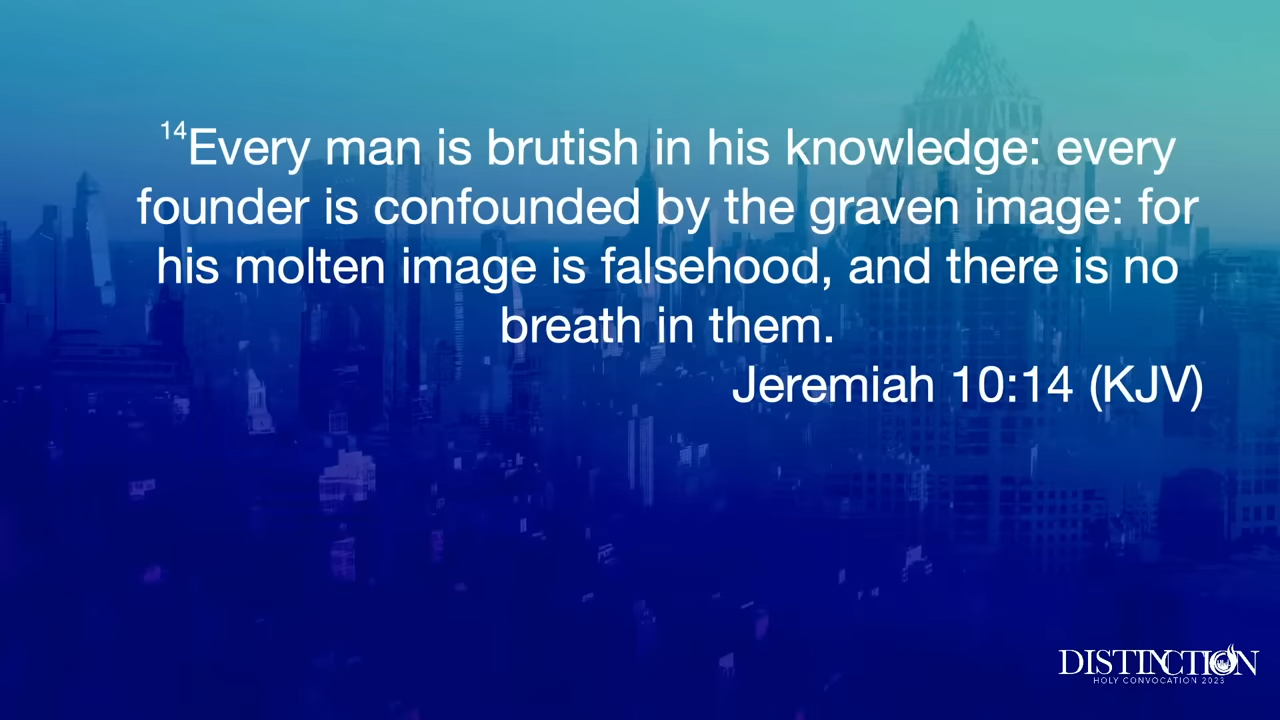 14Every man is brutish in his knowledge: every
founder is confounded by the graven image: for
his molten image is falsehood, and there is no
breath in them.
Jeremiah 10:14 (KJV)
DISTINCTION
HOLY CONVOCATION 2023